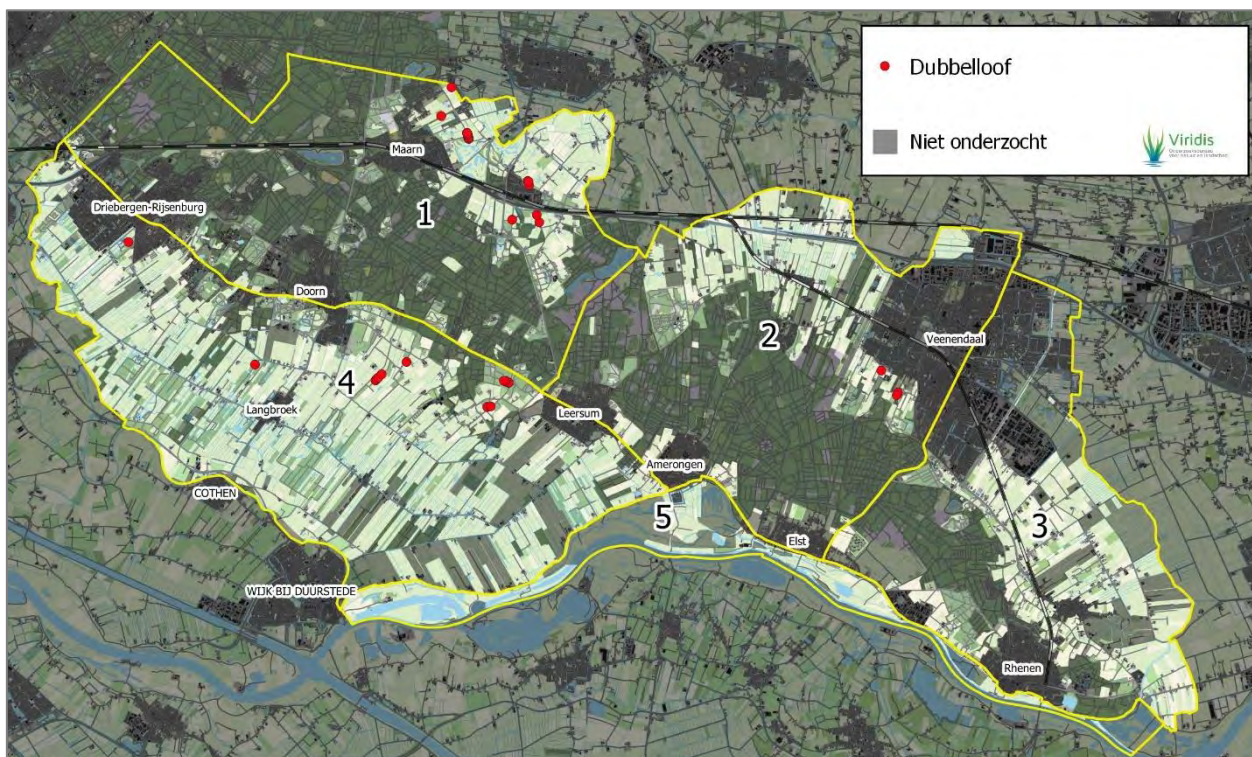 Dubbelloof
Niet onderzocht
Viridis
Maarn
Driebergen-Rijsenburg
1
Doorn
2
Veenendaal
4
Langbroek
Leersum
Amerongen
COTHEN
5
3
Elst
WIJK BIJ DUURSTEDE
Rhenen